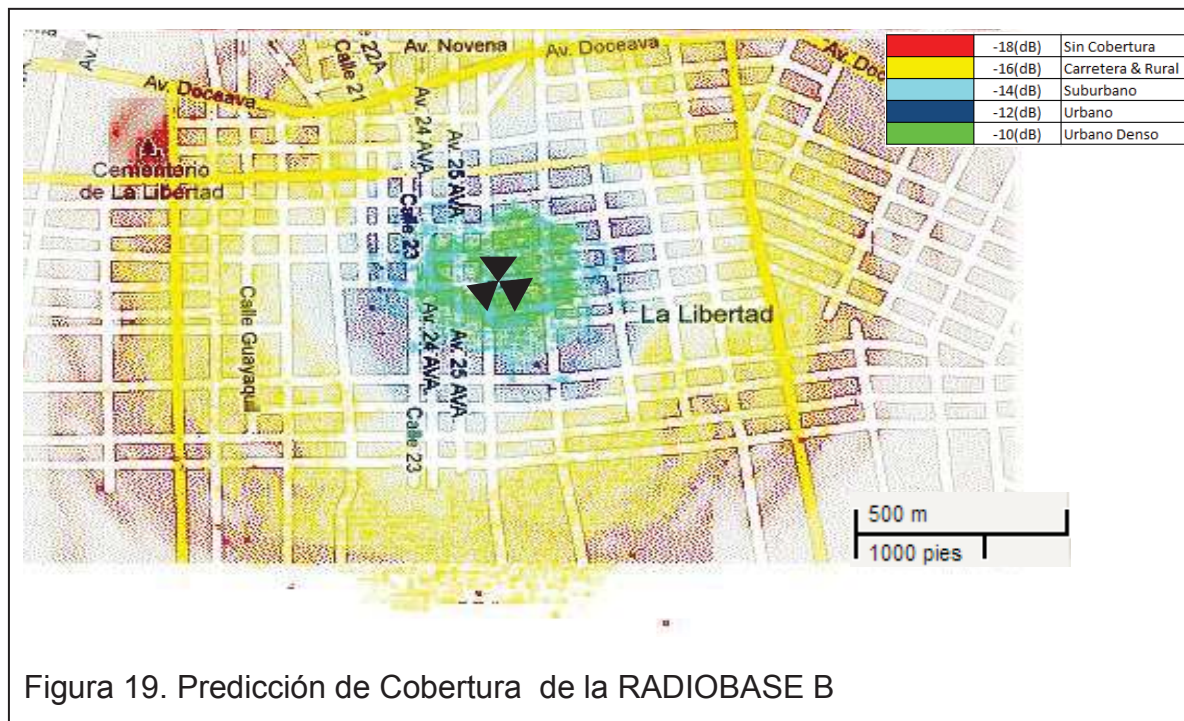 Av. 1
22A
Calle 21
Av. Novena
Av. Doceava
Av. Doceava
-18(dB) Sin Cobertura
-16(dB) Carretera & Rural
-14(dB) Suburbano
-12(dB) Urbano
-10(dB) Urbano Denso
Cementerio
de La Libertad
Av. 24 AVA.
Av. 25 AVA.
Calle 23
Calle Guayaquil
Av. 24 AVA.
Av. 25 AVA.
La Libertad
Calle 23
500 m
1000 pies
Figura 19. Predicción de Cobertura de la RADIOBASE B